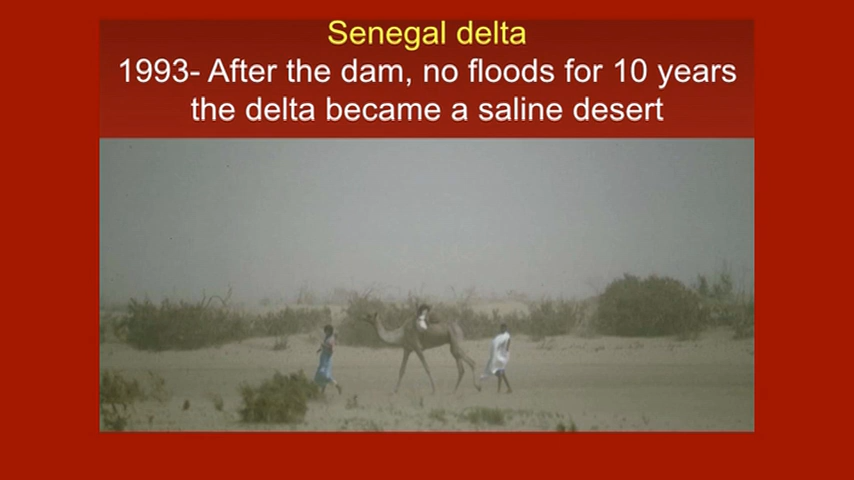 Senegal delta
1993- After the dam, no floods for 10 years
the delta became a saline desert